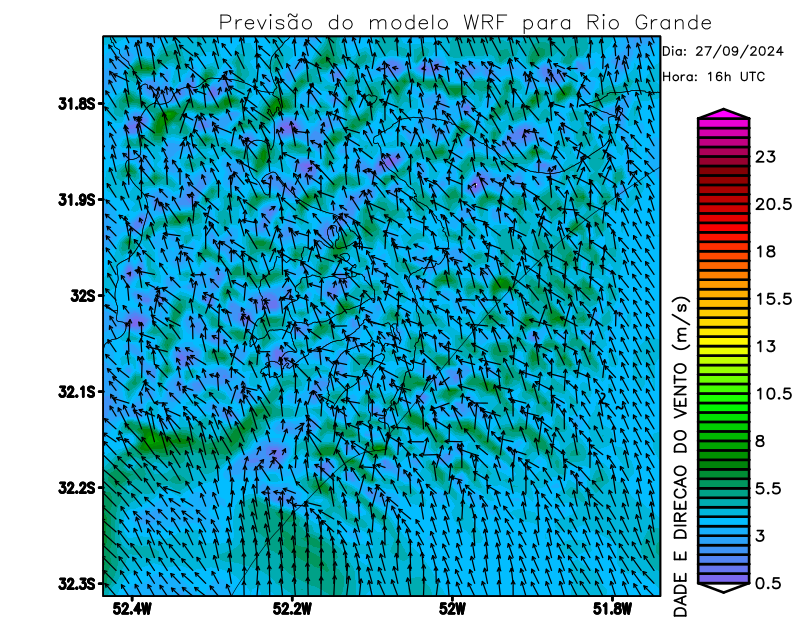 Previsão do modelo WRF para Rio Grande
Dia: 27/09/2024
Hora: 16h UTC
31.8S
31.9S
32S
32.1S
32.2S
32.3S
52.4W
52.2W
52W
51.8W
23
20.5
18
15.5
13
10.5
8
5.5
3
0.5
DADE E DIRECAO DO VENTO (m/s)